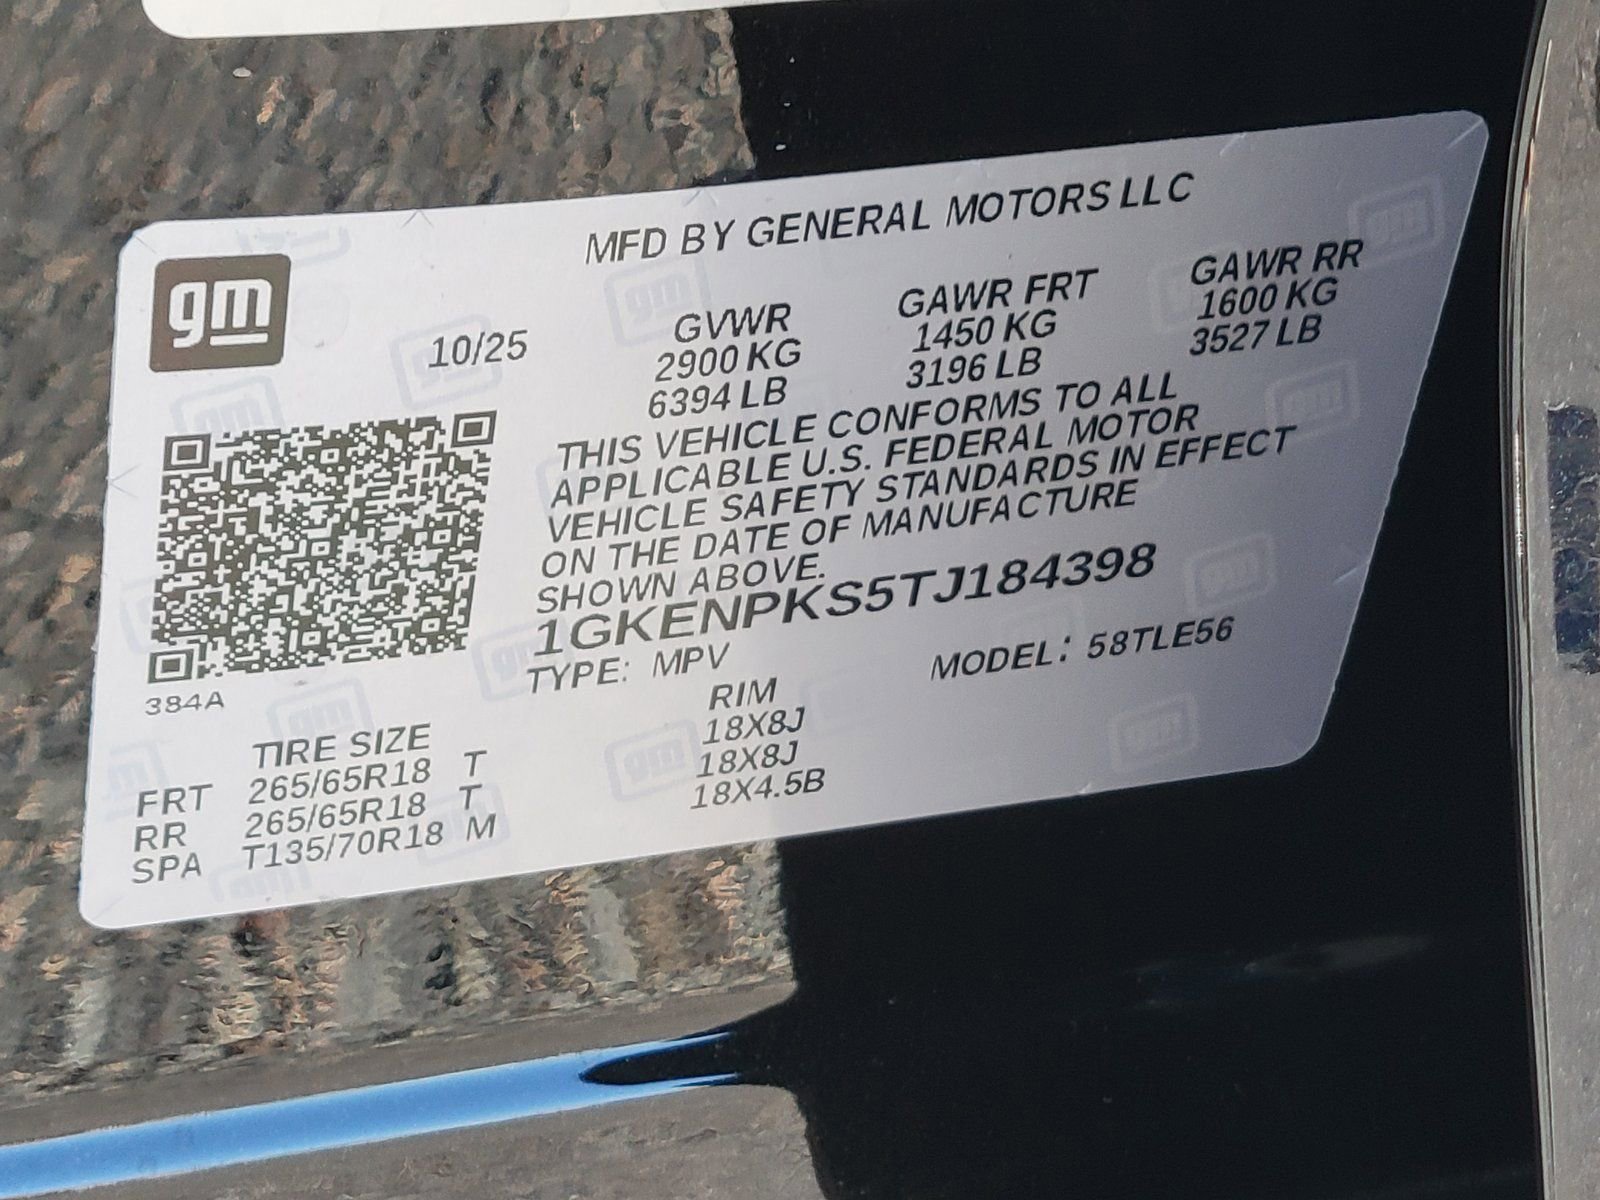 gm
MFD BY GENERAL MOTORS LLC
10/25
GVWR GAWR FRT GAWR RR
2900 KG 1450 KG 1600 KG
6394 LB 3196 LB 3527 LB
THIS VEHICLE CONFORMS TO ALL
APPLICABLE U.S. FEDERAL MOTOR
VEHICLE SAFETY STANDARDS IN EFFECT
ON THE DATE OF MANUFACTURE
SHOWN ABOVE.
1GKENPKS5TJ184398
TYPE: MPV MODEL: 58TLE56
384A
TIRE SIZE RIM
FRT 265/65R18 T 18X8J
RR 265/65R18 T 18X8J
SPA T135/70R18 M 18X4.5B